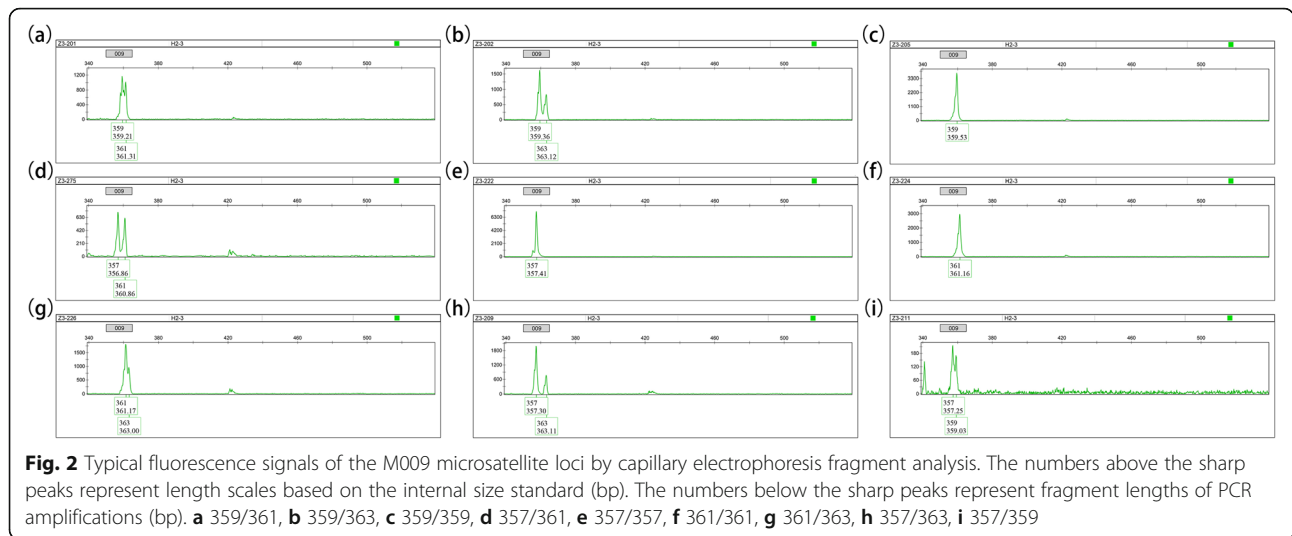 (a)
Z3-201 H2-3
009
340 380 420 460 500
1200
800
400
0
359
359.21
361
361.31
(b)
Z3-202 H2-3
009
340 380 420 460 500
1500
1000
500
0
359
359.36
363
363.12
(c)
Z3-205 H2-3
009
340 380 420 460 500
3300
2200
1100
0
359
359.53
(d)
Z3-275 H2-3
009
340 380 420 460 500
630
420
210
0
357
356.86
361
360.86
(e)
Z3-222 H2-3
009
340 380 420 460 500
6300
4200
2100
0
357
357.41
(f)
Z3-224 H2-3
009
340 380 420 460 500
3000
2000
1000
0
361
361.16
(g)
Z3-226 H2-3
009
340 380 420 460 500
1500
1000
500
0
361
361.17
363
363.00
(h)
Z3-209 H2-3
009
340 380 420 460 500
1800
1200
600
0
357
357.30
363
363.11
(i)
Z3-211 H2-3
009
340 380 420 460 500
180
120
60
0
357
357.25
359
359.03
Fig. 2 Typical fluorescence signals of the M009 microsatellite loci by capillary electrophoresis fragment analysis. The numbers above the sharp
peaks represent length scales based on the internal size standard (bp). The numbers below the sharp peaks represent fragment lengths of PCR
amplifications (bp). a 359/361, b 359/363, c 359/359, d 357/361, e 357/357, f 361/361, g 361/363, h 357/363, i 357/359